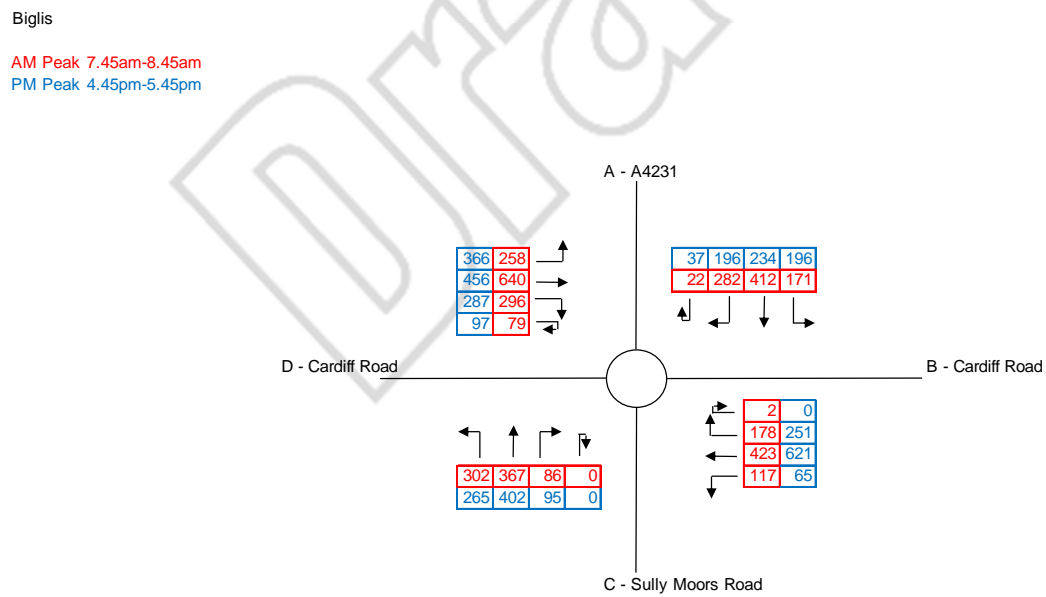 Biglis
AM Peak 7.45am-8.45am
PM Peak 4.45pm-5.45pm
A - A4231
366 258
456 640
287 296
97 79
37 196 234 196
22 282 412 171
D - Cardiff Road
B - Cardiff Road
2 0
178 251
423 621
117 65
302 367 86 0
265 402 95 0
C - Sully Moors Road